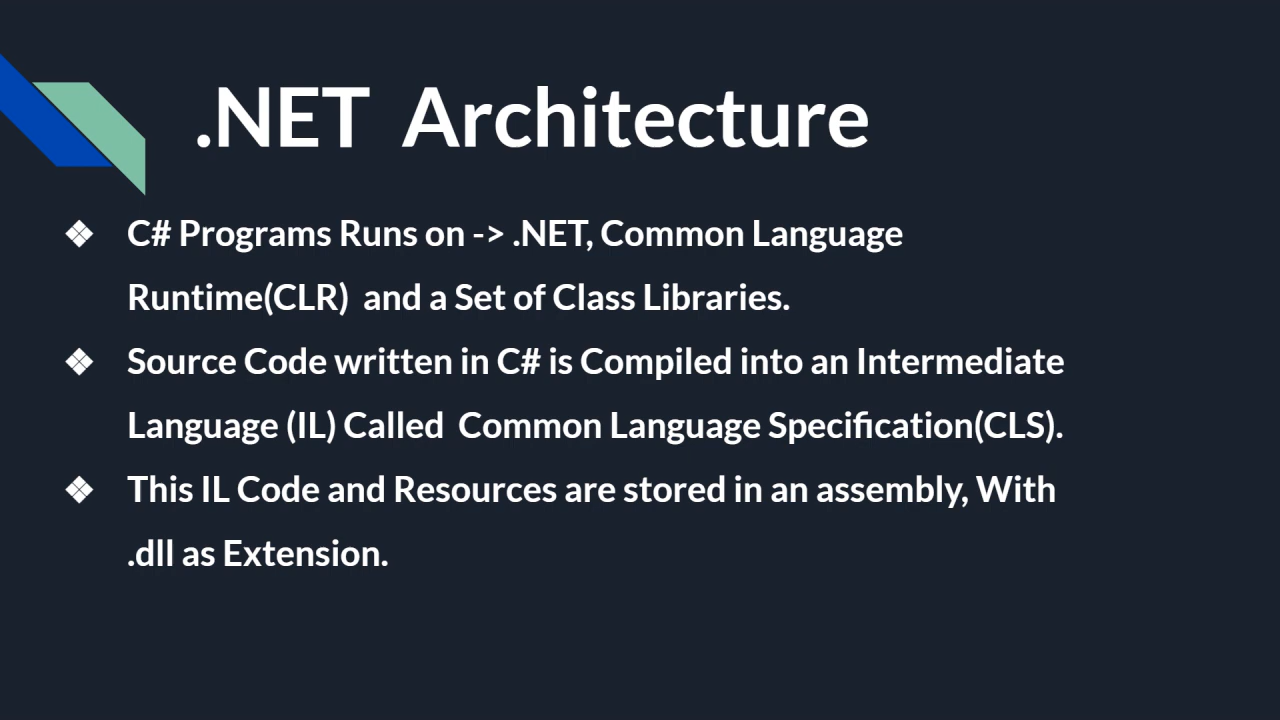 .NET Architecture
❖ C# Programs Runs on -> .NET, Common Language
Runtime(CLR) and a Set of Class Libraries.
❖ Source Code written in C# is Compiled into an Intermediate
Language (IL) Called Common Language Specification(CLS).
❖ This IL Code and Resources are stored in an assembly, With
.dll as Extension.